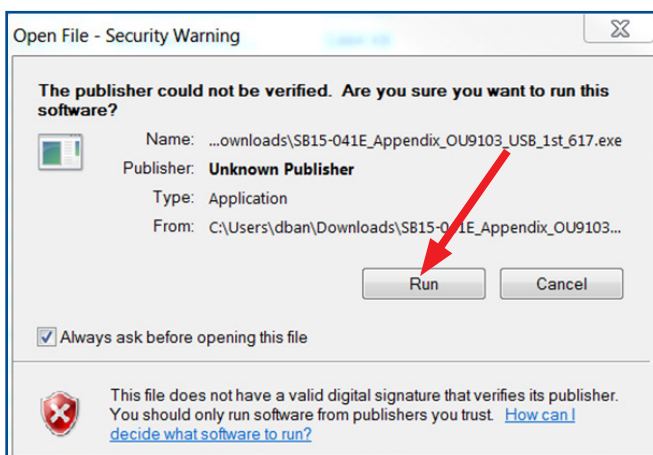 Open File - Security Warning
The publisher could not be verified. Are you sure you want to run this
software?
Name: ...ownloads\SB15-041E_Appendix_OU9103_USB_1st_617.exe
Publisher: Unknown Publisher
Type: Application
From: C:\Users\dban\Downloads\SB15-041E_Appendix_OU9103...
Run Cancel
Always ask before opening this file
This file does not have a valid digital signature that verifies its publisher.
You should only run software from publishers you trust. How can I
decide what software to run?